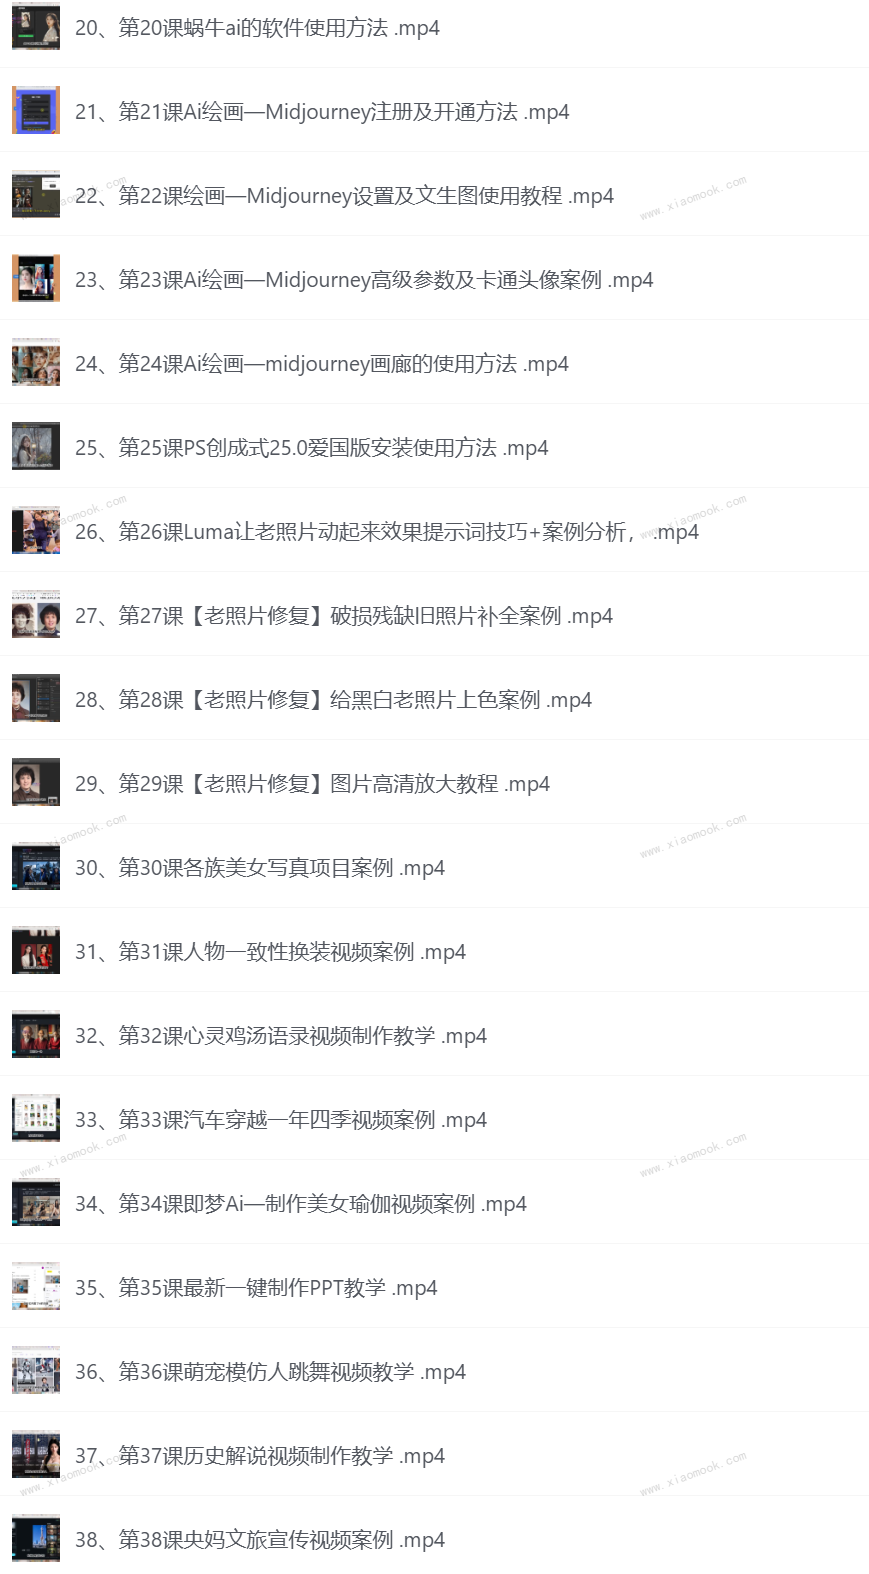 20、第20课蜗牛ai的软件使用方法 .mp4
21、第21课Ai绘画—Midjourney注册及开通方法 .mp4
www.xiaomook.com
22、第22课绘画—Midjourney设置及文生图使用教程 .mp4
23、第23课Ai绘画—Midjourney高级参数及卡通头像案例 .mp4
24、第24课Ai绘画—midjourney画廊的使用方法 .mp4
25、第25课PS创成式25.0爱国版安装使用方法 .mp4
www.xiaomook.com
26、第26课Luma让老照片动起来效果提示词技巧+案例分析， .mp4
27、第27课【老照片修复】破损残缺旧照片补全案例 .mp4
28、第28课【老照片修复】给黑白老照片上色案例 .mp4
29、第29课【老照片修复】图片高清放大教程 .mp4
www.xiaomook.com
30、第30课各族美女写真项目案例 .mp4
31、第31课人物一致性换装视频案例 .mp4
32、第32课心灵鸡汤语录视频制作教学 .mp4
33、第33课汽车穿越一年四季视频案例 .mp4
www.xiaomook.com www.xiaomook.com
34、第34课即梦Ai—制作美女瑜伽视频案例 .mp4
35、第35课最新一键制作PPT教学 .mp4
36、第36课萌宠模仿人跳舞视频教学 .mp4
37、第37课历史解说视频制作教学 .mp4
www.xiaomook.com www.xiaomook.com
38、第38课央妈文旅宣传视频案例 .mp4